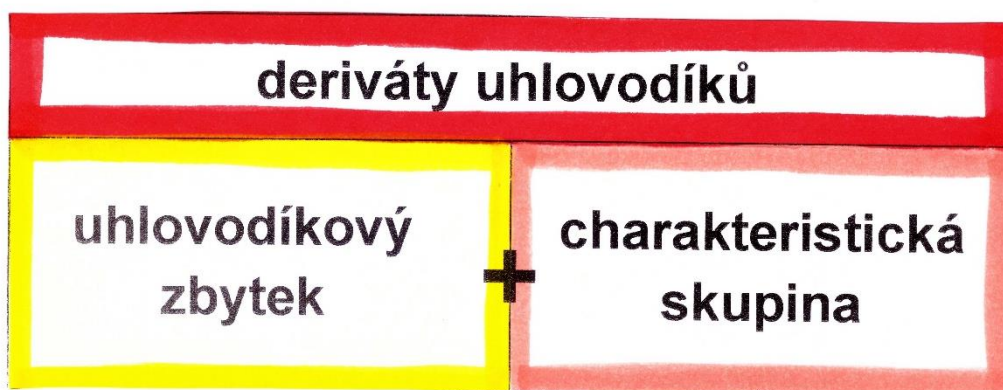 deriváty uhlovodíků
uhlovodíkový
zbytek
+
charakteristická
skupina